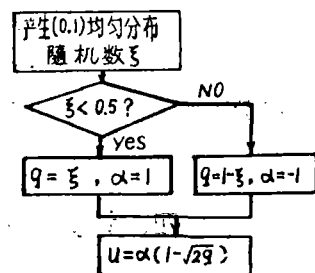 产生(0.1)均匀分布
随机数ξ
ξ<0.5?
NO
yes
q=ξ, α=1
q=1-ξ, α=-1
u=α(1-√2q)